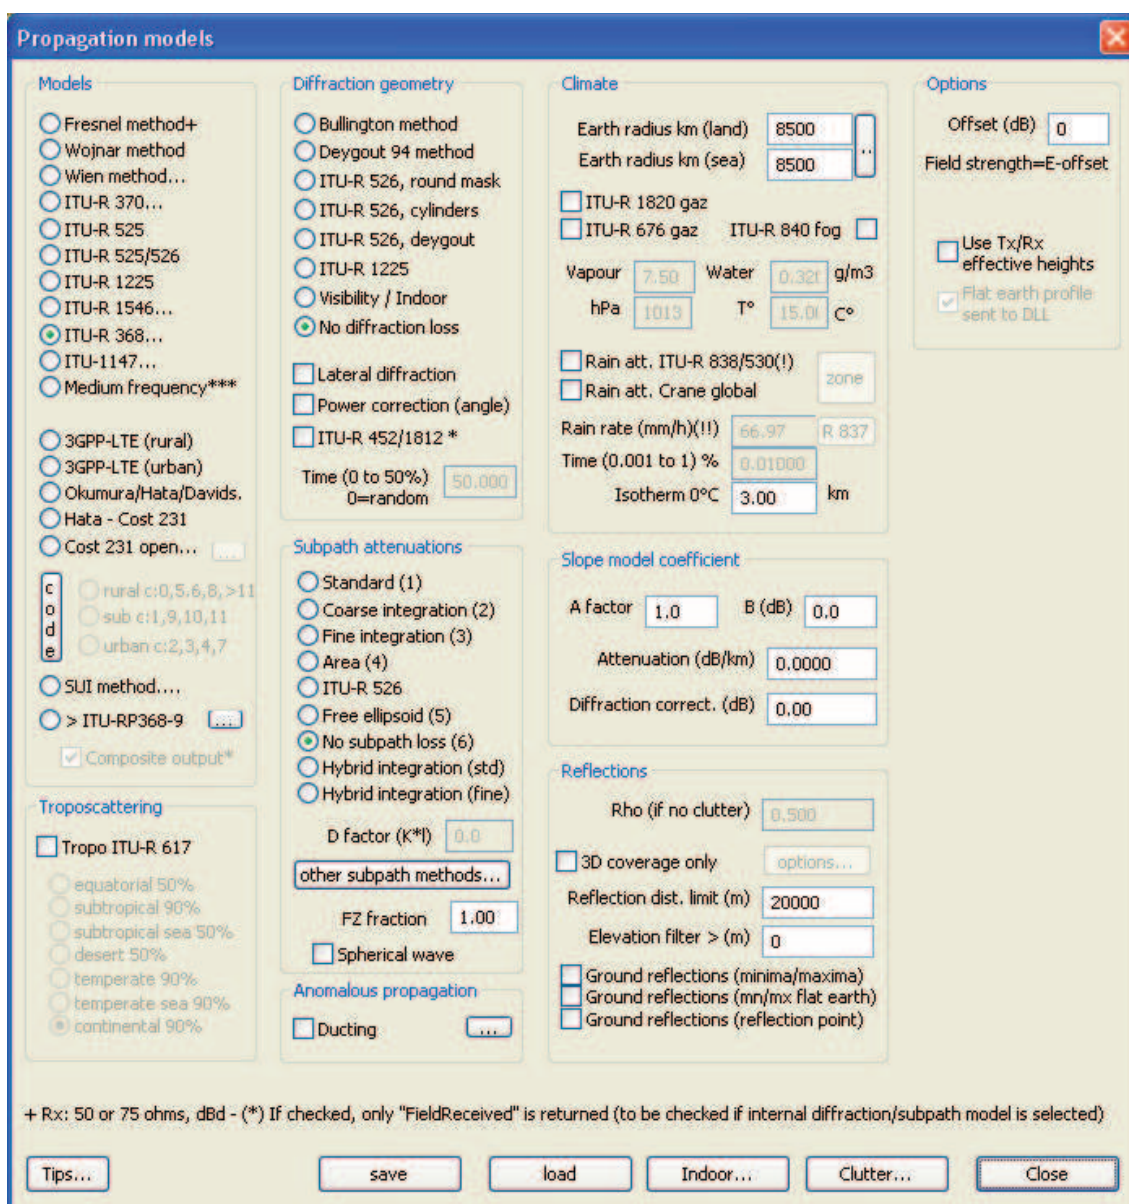 Propagation models
Models
Fresnel method+
Wojnar method
Wien method...
ITU-R 370...
ITU-R 525
ITU-R 525/526
ITU-R 1225
ITU-R 1546...
ITU-R 368...
ITU-1147...
Medium frequency***
3GPP-LTE (rural)
3GPP-LTE (urban)
Okumura/Hata/Davids.
Hata - Cost 231
Cost 231 open... ...
code
rural c:0,5.6,8,>11
sub c:1,9,10,11
urban c:2,3,4,7
SUI method....
> ITU-RP368-9 ...
Composite output*
Troposcattering
Tropo ITU-R 617
equatorial 50%
subtropical 90%
subtropical sea 50%
desert 50%
temperate 90%
temperate sea 90%
continental 90%
Diffraction geometry
Bullington method
Deygout 94 method
ITU-R 526, round mask
ITU-R 526, cylinders
ITU-R 526, deygout
ITU-R 1225
Visibility / Indoor
No diffraction loss
Lateral diffraction
Power correction (angle)
ITU-R 452/1812 *
Time (0 to 50%) 50.000
0=random
Subpath attenuations
Standard (1)
Coarse integration (2)
Fine integration (3)
Area (4)
ITU-R 526
Free ellipsoid (5)
No subpath loss (6)
Hybrid integration (std)
Hybrid integration (fine)
D factor (K*l) 0.0
other subpath methods...
FZ fraction 1.00
Spherical wave
Anomalous propagation
Ducting ...
Climate
Earth radius km (land) 8500
Earth radius km (sea) 8500
..
ITU-R 1820 gaz
ITU-R 676 gaz ITU-R 840 fog
Vapour 7.50 Water 0.320 g/m3
hPa 1013 T° 15.00 C°
Rain att. ITU-R 838/530(!)
Rain att. Crane global
zone
Rain rate (mm/h)(!!) 66.97 R 837
Time (0.001 to 1) % 0.01000
Isotherm 0°C 3.00 km
Slope model coefficient
A factor 1.0 B (dB) 0.0
Attenuation (dB/km) 0.0000
Diffraction correct. (dB) 0.00
Reflections
Rho (if no clutter) 0.500
3D coverage only options...
Reflection dist. limit (m) 20000
Elevation filter > (m) 0
Ground reflections (minima/maxima)
Ground reflections (mn/mx flat earth)
Ground reflections (reflection point)
Options
Offset (dB) 0
Field strength=E-offset
Use Tx/Rx
effective heights
Flat earth profile
sent to DLL
+ Rx: 50 or 75 ohms, dBd - (*) If checked, only "FieldReceived" is returned (to be checked if internal diffraction/subpath model is selected)
Tips... save load Indoor... Clutter... Close